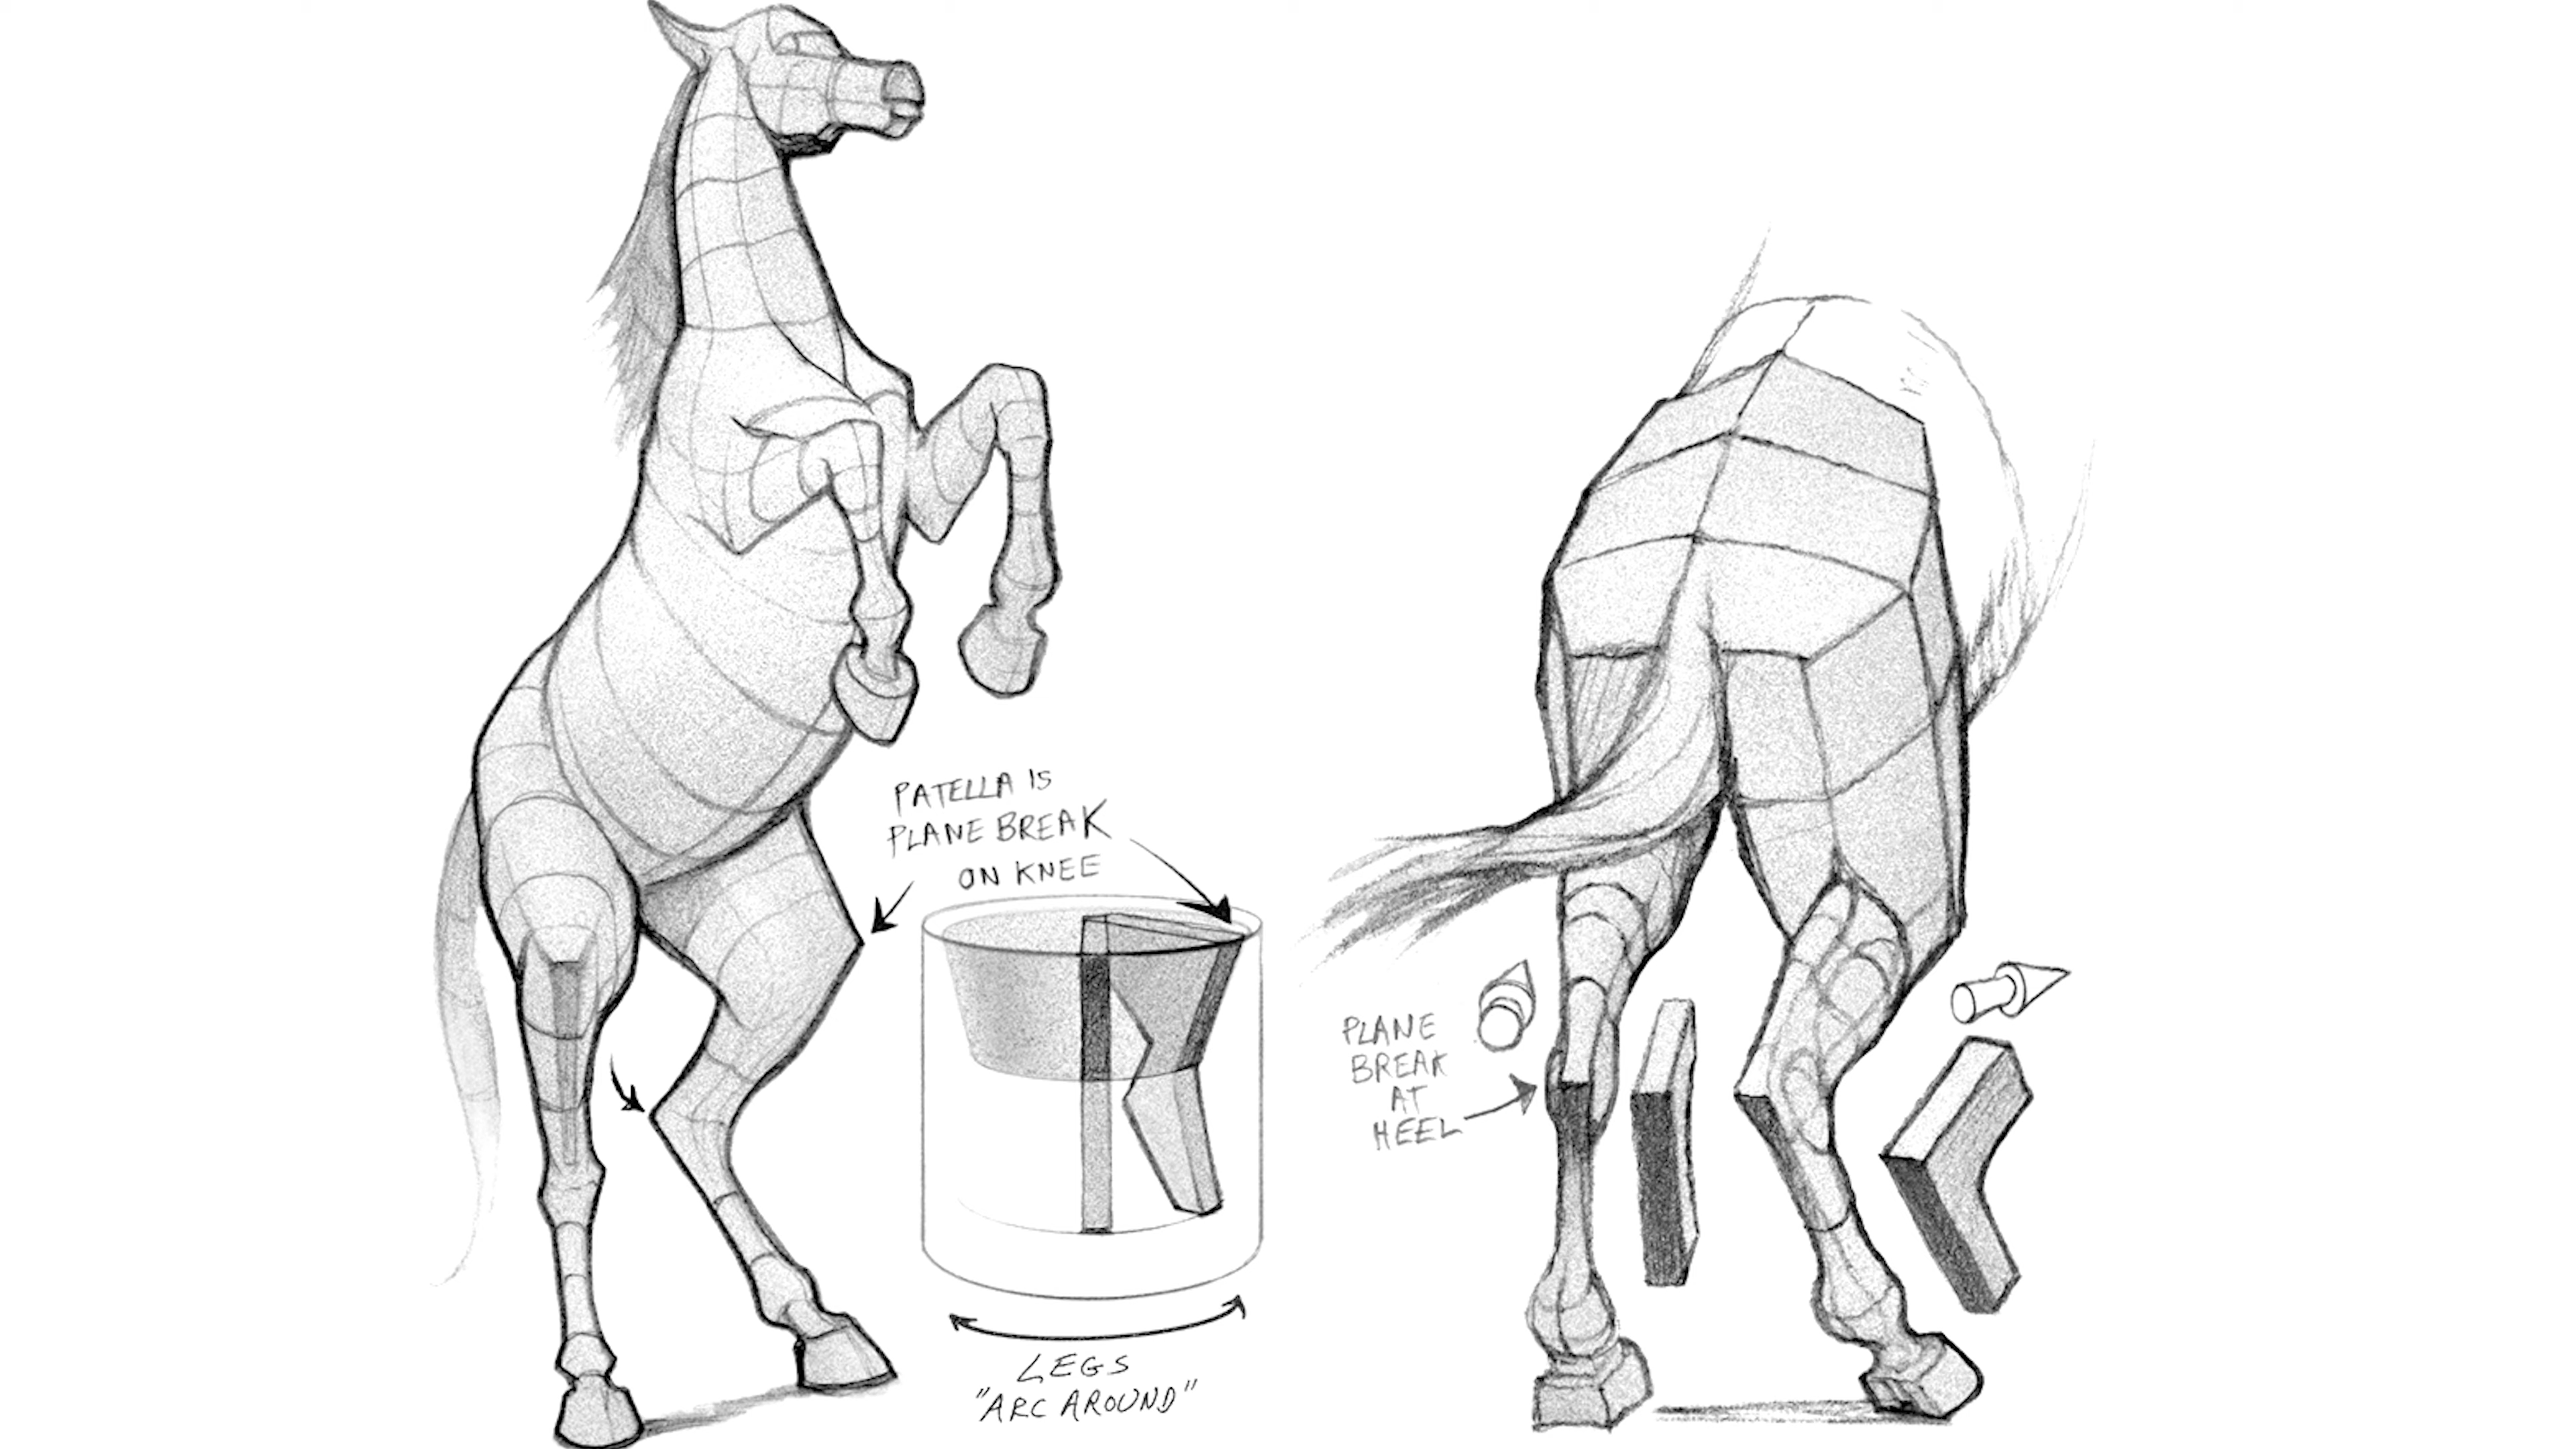 PATELLA IS
PLANE BREAK
ON KNEE
LEGS
"ARC AROUND"
PLANE
BREAK
AT
HEEL